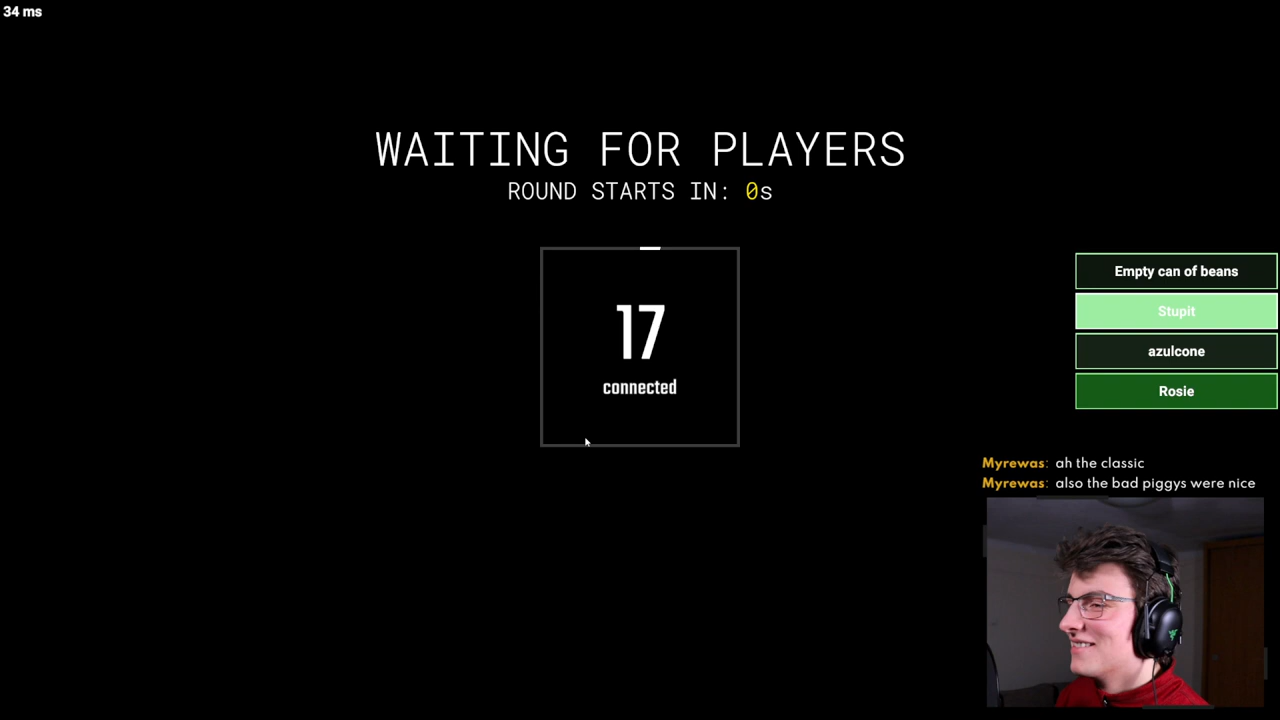 34 ms
WAITING FOR PLAYERS
ROUND STARTS IN: 0s
17
connected
Empty can of beans
Stupit
azulcone
Rosie
Myrewas: ah the classic
Myrewas: also the bad piggys were nice